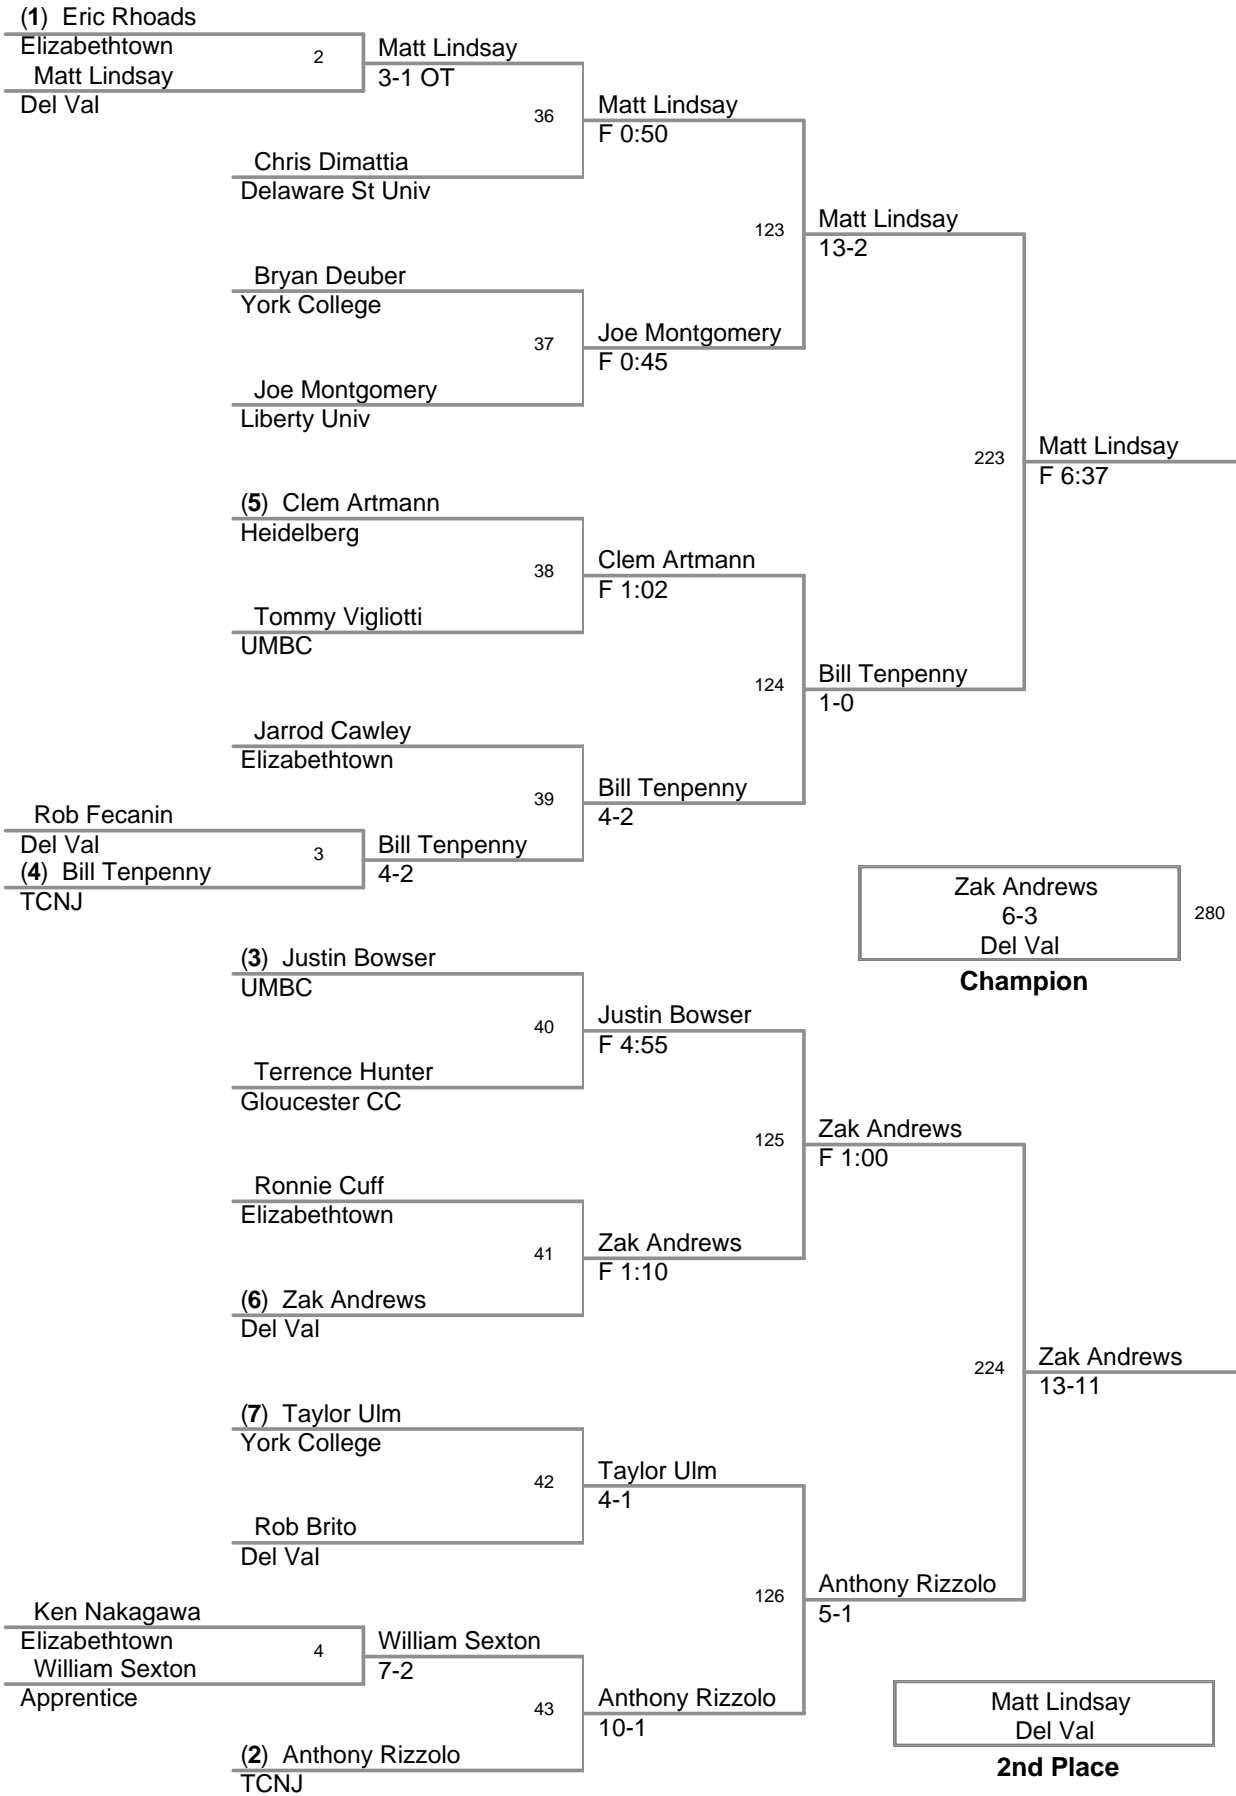 (1) Eric Rhoads
Elizabethtown
2
Matt Lindsay
Matt Lindsay
3-1 OT
Del Val
36
Matt Lindsay
F 0:50
Chris Dimattia
Delaware St Univ
123
Matt Lindsay
13-2
Bryan Deuber
York College
37
Joe Montgomery
F 0:45
Joe Montgomery
Liberty Univ
223
Matt Lindsay
F 6:37
(5) Clem Artmann
Heidelberg
38
Clem Artmann
F 1:02
Tommy Vigliotti
UMBC
124
Bill Tenpenny
1-0
Jarrod Cawley
Elizabethtown
39
Bill Tenpenny
4-2
Rob Fecanin
Del Val
3
Bill Tenpenny
4-2
(4) Bill Tenpenny
TCNJ
Zak Andrews
6-3
Del Val
280
Champion
(3) Justin Bowser
UMBC
40
Justin Bowser
F 4:55
Terrence Hunter
Gloucester CC
125
Zak Andrews
F 1:00
Ronnie Cuff
Elizabethtown
41
Zak Andrews
F 1:10
(6) Zak Andrews
Del Val
224
Zak Andrews
13-11
(7) Taylor Ulm
York College
42
Taylor Ulm
4-1
Rob Brito
Del Val
126
Anthony Rizzolo
5-1
Ken Nakagawa
Elizabethtown
4
William Sexton
7-2
William Sexton
Apprentice
43
Anthony Rizzolo
10-1
(2) Anthony Rizzolo
TCNJ
Matt Lindsay
Del Val
2nd Place